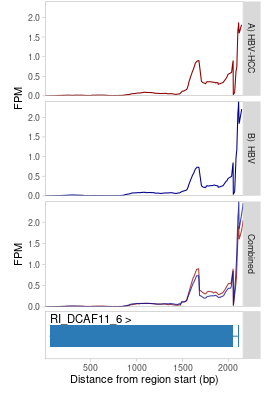 2.0
1.5
1.0
0.5
0.0
FPM
A) HBV-HCC
2.0
1.5
1.0
0.5
0.0
B) HBV
2.0
1.5
1.0
0.5
0.0
FPM
Combined
RI_DCAF11_6 >
500
1000
1500
2000
Distance from region start (bp)